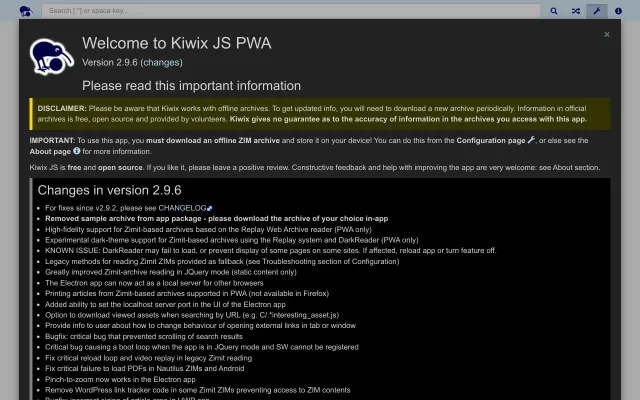 Search [.*] or space key...
×
Welcome to Kiwix JS PWA
Version 2.9.6 (changes)
Please read this important information
DISCLAIMER: Please be aware that Kiwix works with offline archives. To get updated info, you will need to download a new archive periodically. Information in official
archives is free, open source and provided by volunteers. Kiwix gives no guarantee as to the accuracy of information in the archives you access with this app.
IMPORTANT: To use this app, you must download an offline ZIM archive and store it on your device! You can do this from the Configuration page , or else see the
About page for more information.
Kiwix JS is free and open source. If you like it, please leave a positive review. Constructive feedback and help with improving the app are very welcome: see About section.
Changes in version 2.9.6
For fixes since v2.9.2, please see CHANGELOG
Removed sample archive from app package - please download the archive of your choice in-app
High-fidelity support for Zimit-based archives based on the Replay Web Archive reader (PWA only)
Experimental dark-theme support for Zimit-based archives using the Replay system and DarkReader (PWA only)
KNOWN ISSUE: DarkReader may fail to load, or prevent display of some pages on some sites. If affected, reload app or turn feature off.
Legacy methods for reading Zimit ZIMs provided as fallback (see Troubleshooting section of Configuration)
Greatly improved Zimit-archive reading in JQuery mode (static content only)
The Electron app can now act as a local server for other browsers
Printing articles from Zimit-based archives supported in PWA (not available in Firefox)
Added ability to set the localhost server port in the UI of the Electron app
Option to download viewed assets when searching by URL (e.g. C/.*interesting_asset.js)
Provide info to user about how to change behaviour of opening external links in tab or window
Bugfix: critical bug that prevented scrolling of search results
Critical bug causing a boot loop when the app is in JQuery mode and SW cannot be registered
Fix critical reload loop and video replay in legacy Zimit reading
Fix critical failure to load PDFs in Nautilus ZIMs and Android
Pinch-to-zoom now works in the Electron app
Remove WordPress link tracker code in some Zimit ZIMs preventing access to ZIM contents